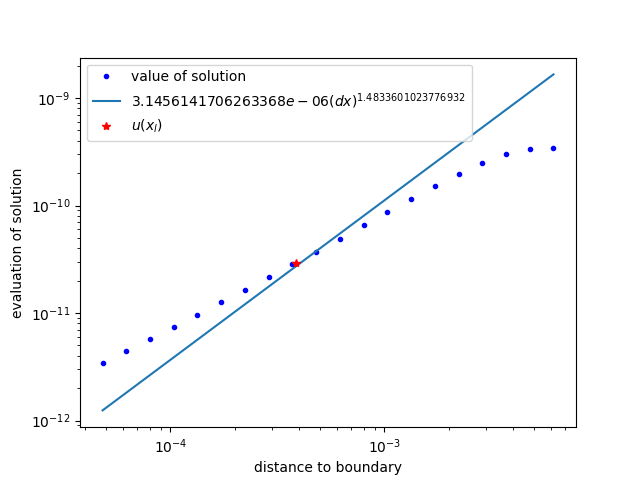 value of solution
3.1456141706263368e − 06(dx)^1.4833601023776932
u(x_l)
10^−9
10^−10
10^−11
10^−12
evaluation of solution
10^−4
10^−3
distance to boundary